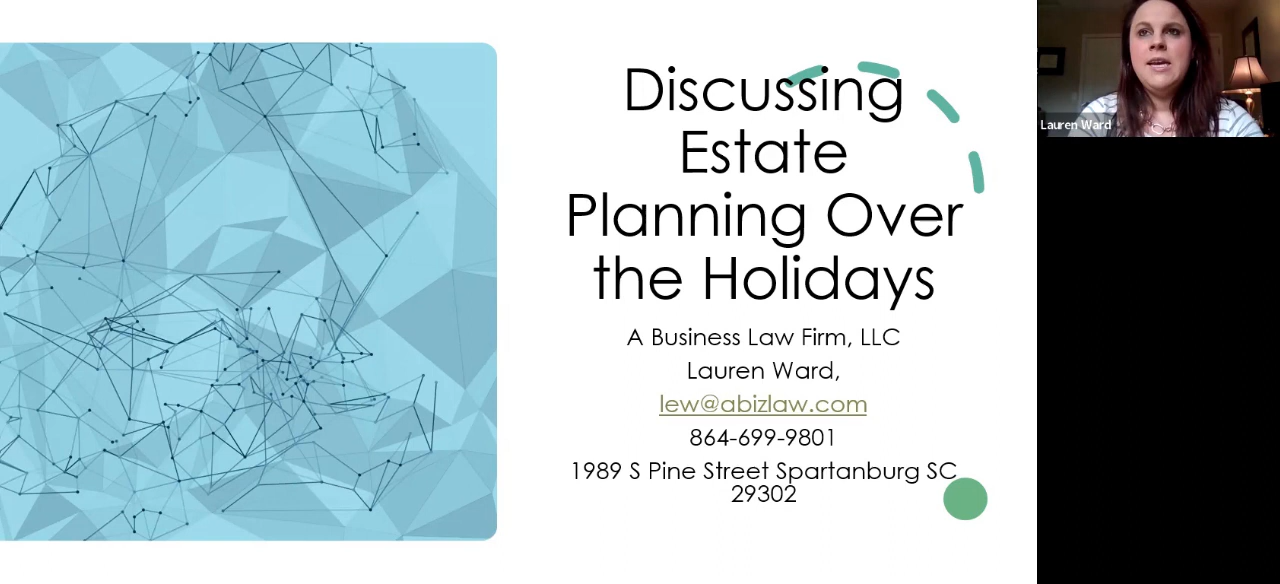 Discussing
Estate
Planning Over
the Holidays
A Business Law Firm, LLC
Lauren Ward,
lew@abizlaw.com
864-699-9801
1989 S Pine Street Spartanburg SC
29302
Lauren Ward